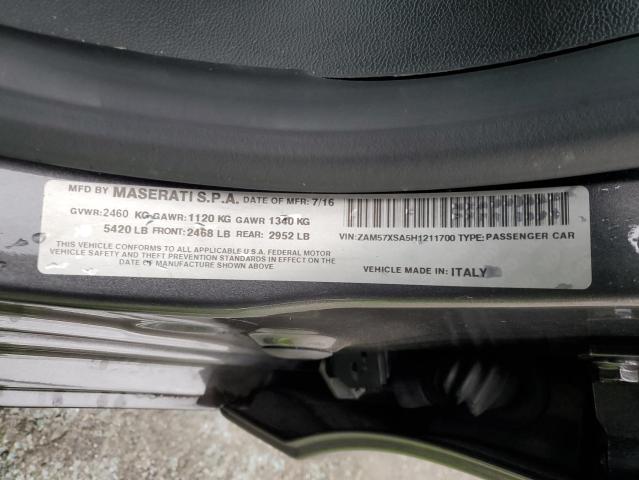 MFD BY MASERATI S.P.A. DATE OF MFR: 7/16
GVWR: 2460 KG GAWR: 1120 KG GAWR 1340 KG
5420 LB FRONT: 2468 LB REAR: 2952 LB
THIS VEHICLE CONFORMS TO ALL APPLICABLE U.S.A. FEDERAL MOTOR
VEHICLE SAFETY AND THEFT PREVENTION STANDARDS IN EFFECT ON THE
DATE OF MANUFACTURE SHOWN ABOVE.
VIN: ZAM57XSA5H1211700 TYPE: PASSENGER CAR
VEHICLE MADE IN: ITALY